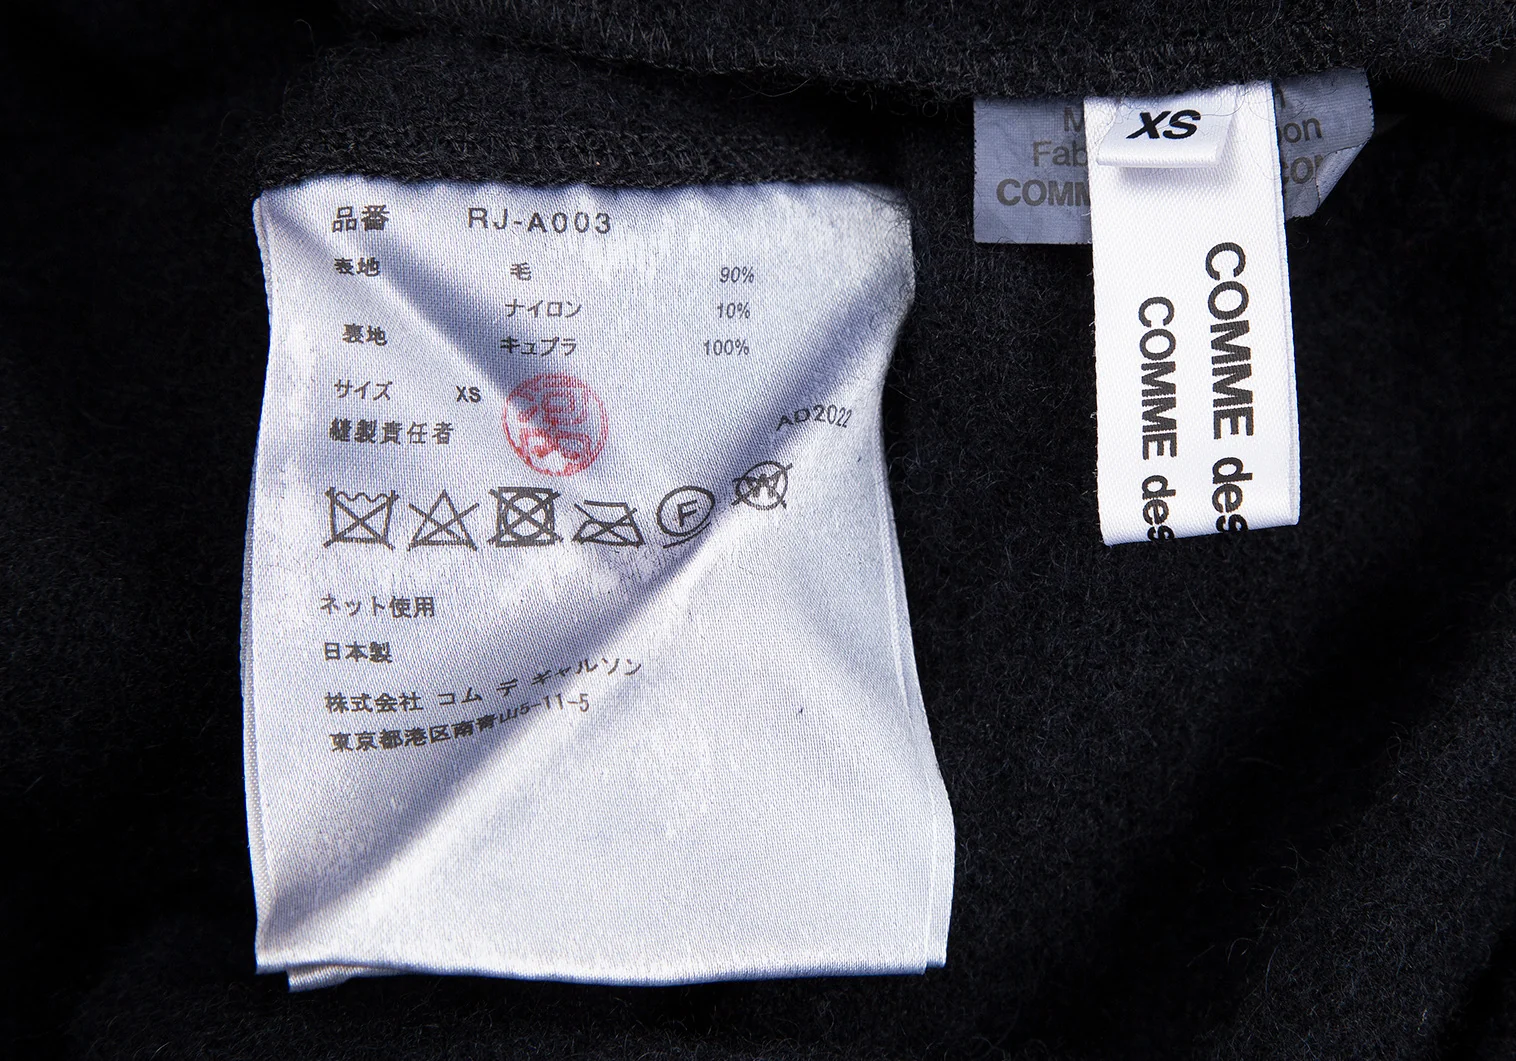 品番 RJ-A003
表地 毛 90%
ナイロン 10%
表地 キュプラ 100%
サイズ XS
縫製責任者
AD2022
F
W
ネット使用
日本製
株式会社 コム デ ギャルソン
東京都港区南青山5-11-5
XS
COMME des
COMME des